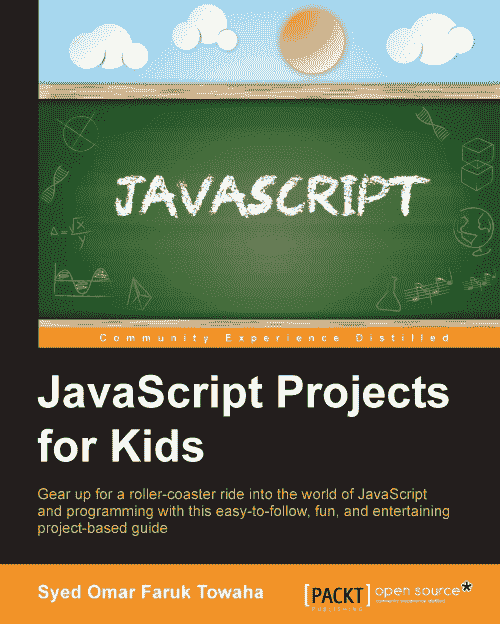 JAVASCRIPT
Community Experience Distilled
JavaScript Projects
for Kids
Gear up for a roller-coaster ride into the world of JavaScript
and programming with this easy-to-follow, fun, and entertaining
project-based guide
Syed Omar Faruk Towaha
[PACKT] open source*
PUBLISHING